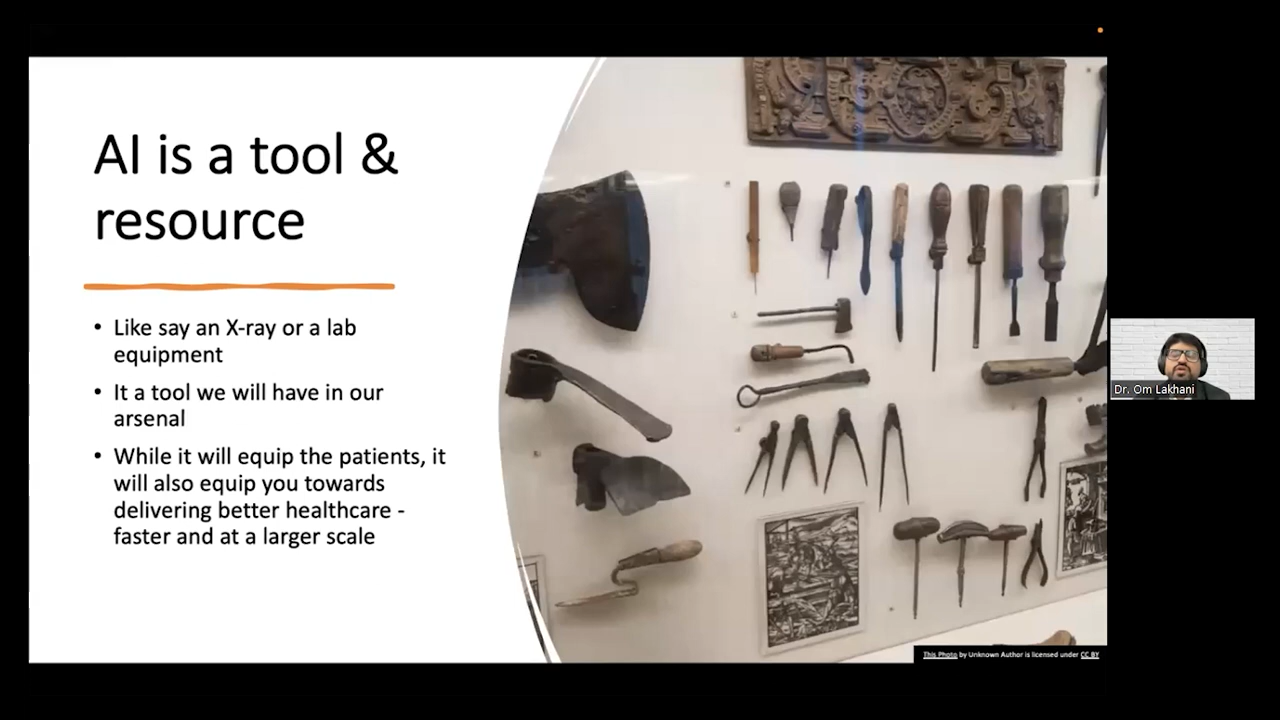 AI is a tool &
resource
• Like say an X-ray or a lab
equipment
• It a tool we will have in our
arsenal
• While it will equip the patients, it
will also equip you towards
delivering better healthcare -
faster and at a larger scale
This Photo by Unknown Author is licensed under CC BY
Dr. Om Lakhani